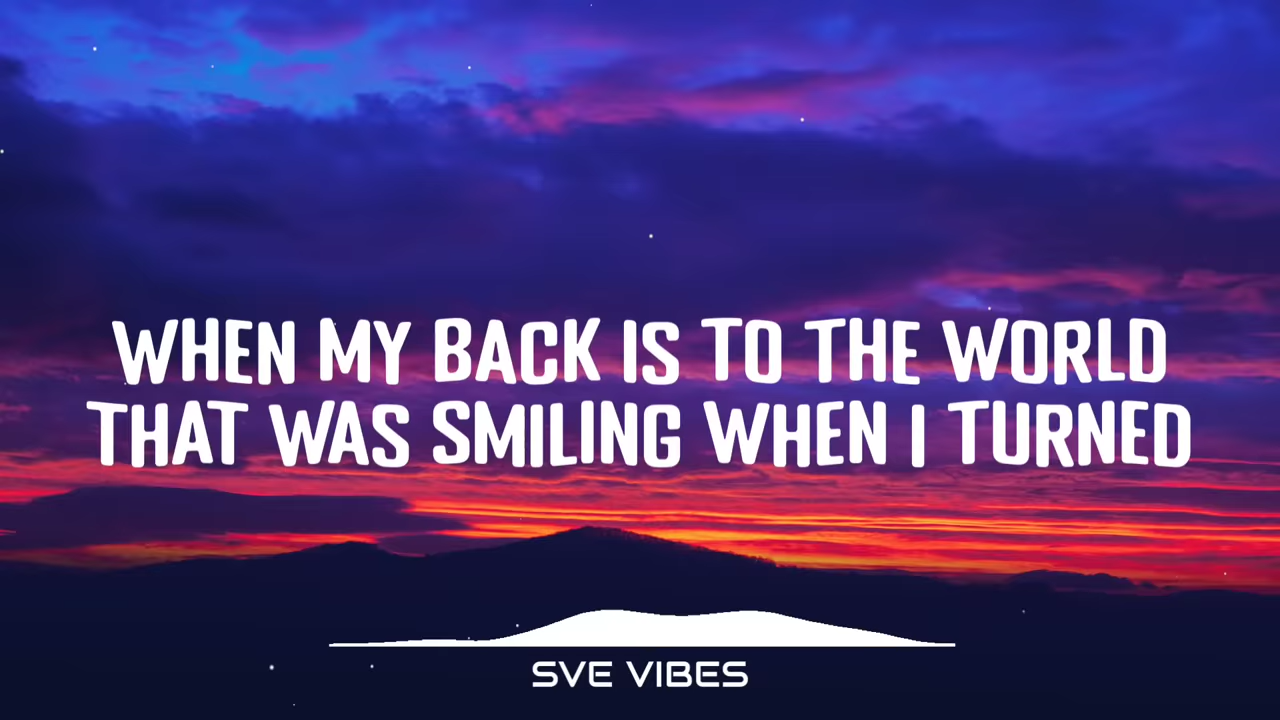 WHEN MY BACK IS TO THE WORLD
THAT WAS SMILING WHEN I TURNED
SVE VIBES